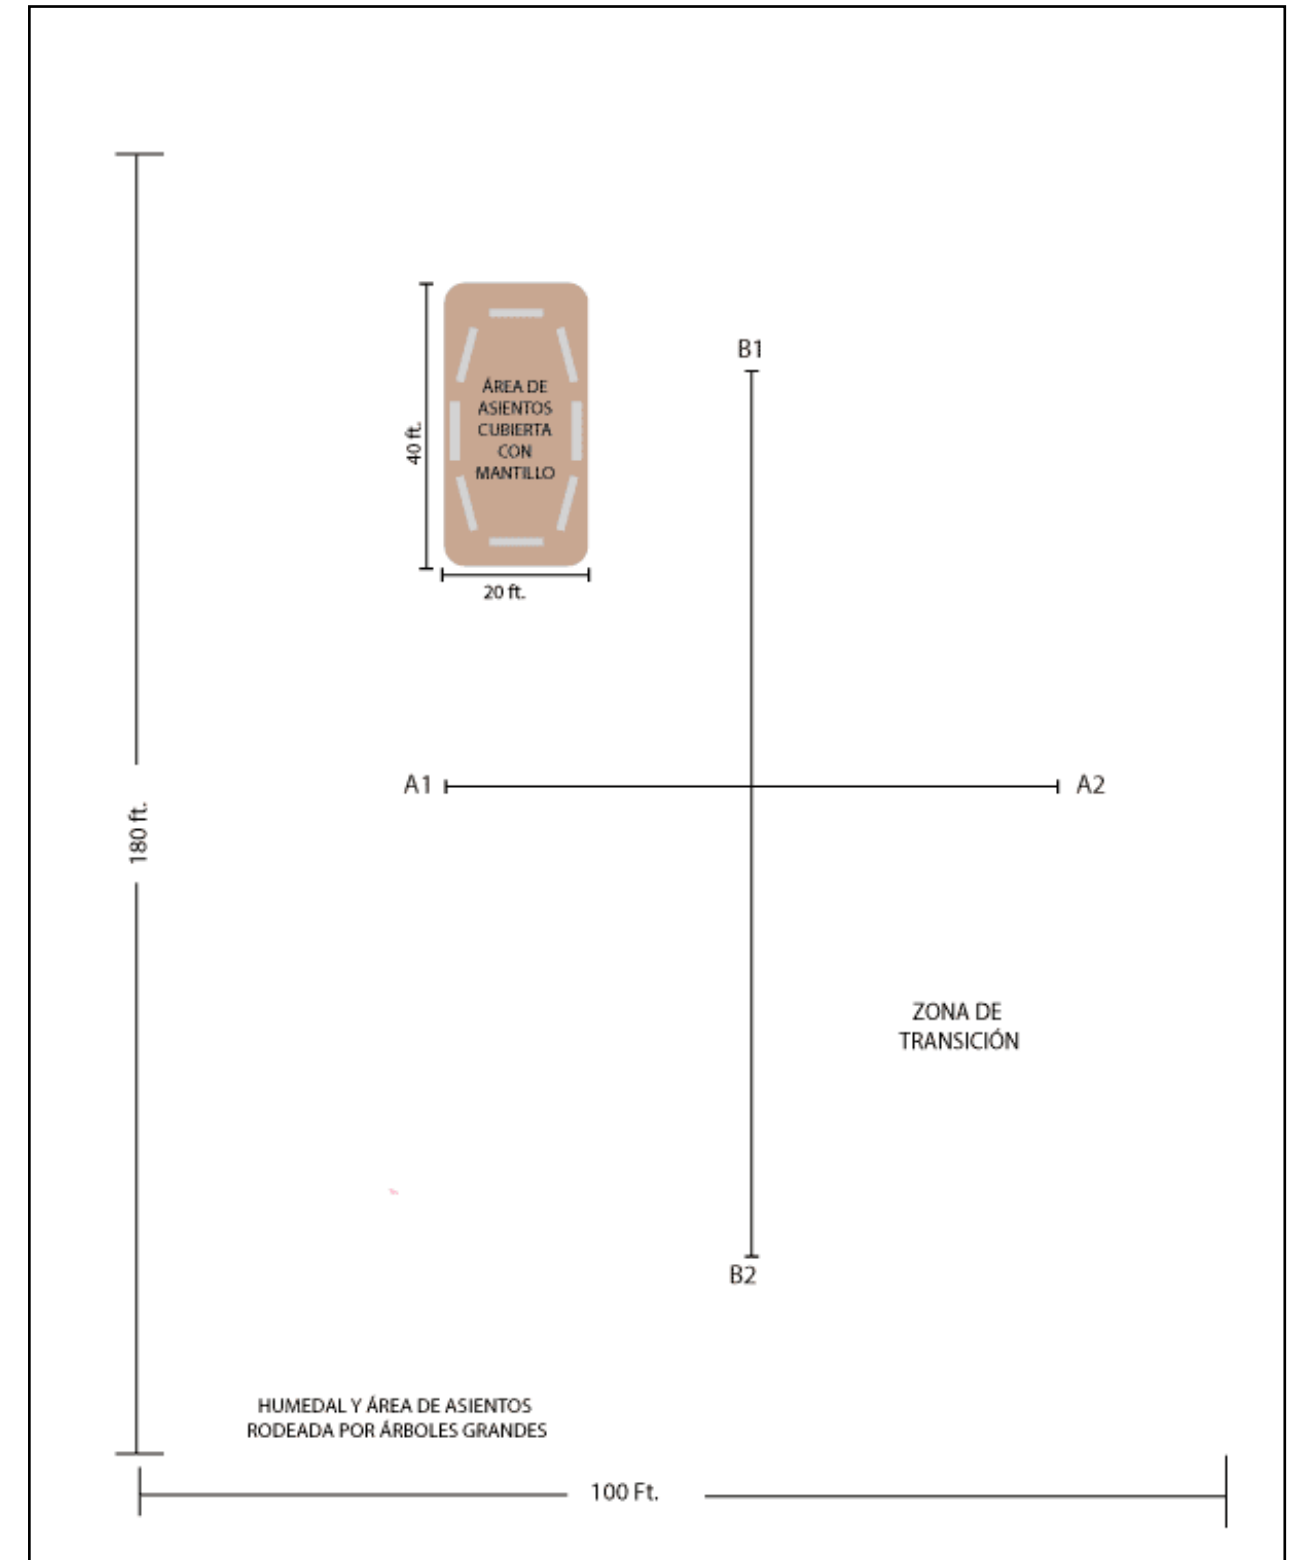 B1
ÁREA DE
ASIENTOS
CUBIERTA
CON
MANTILLO
40 ft.
20 ft.
A1
A2
180 ft.
ZONA DE
TRANSICIÓN
B2
HUMEDAL Y ÁREA DE ASIENTOS
RODEADA POR ÁRBOLES GRANDES
100 Ft.